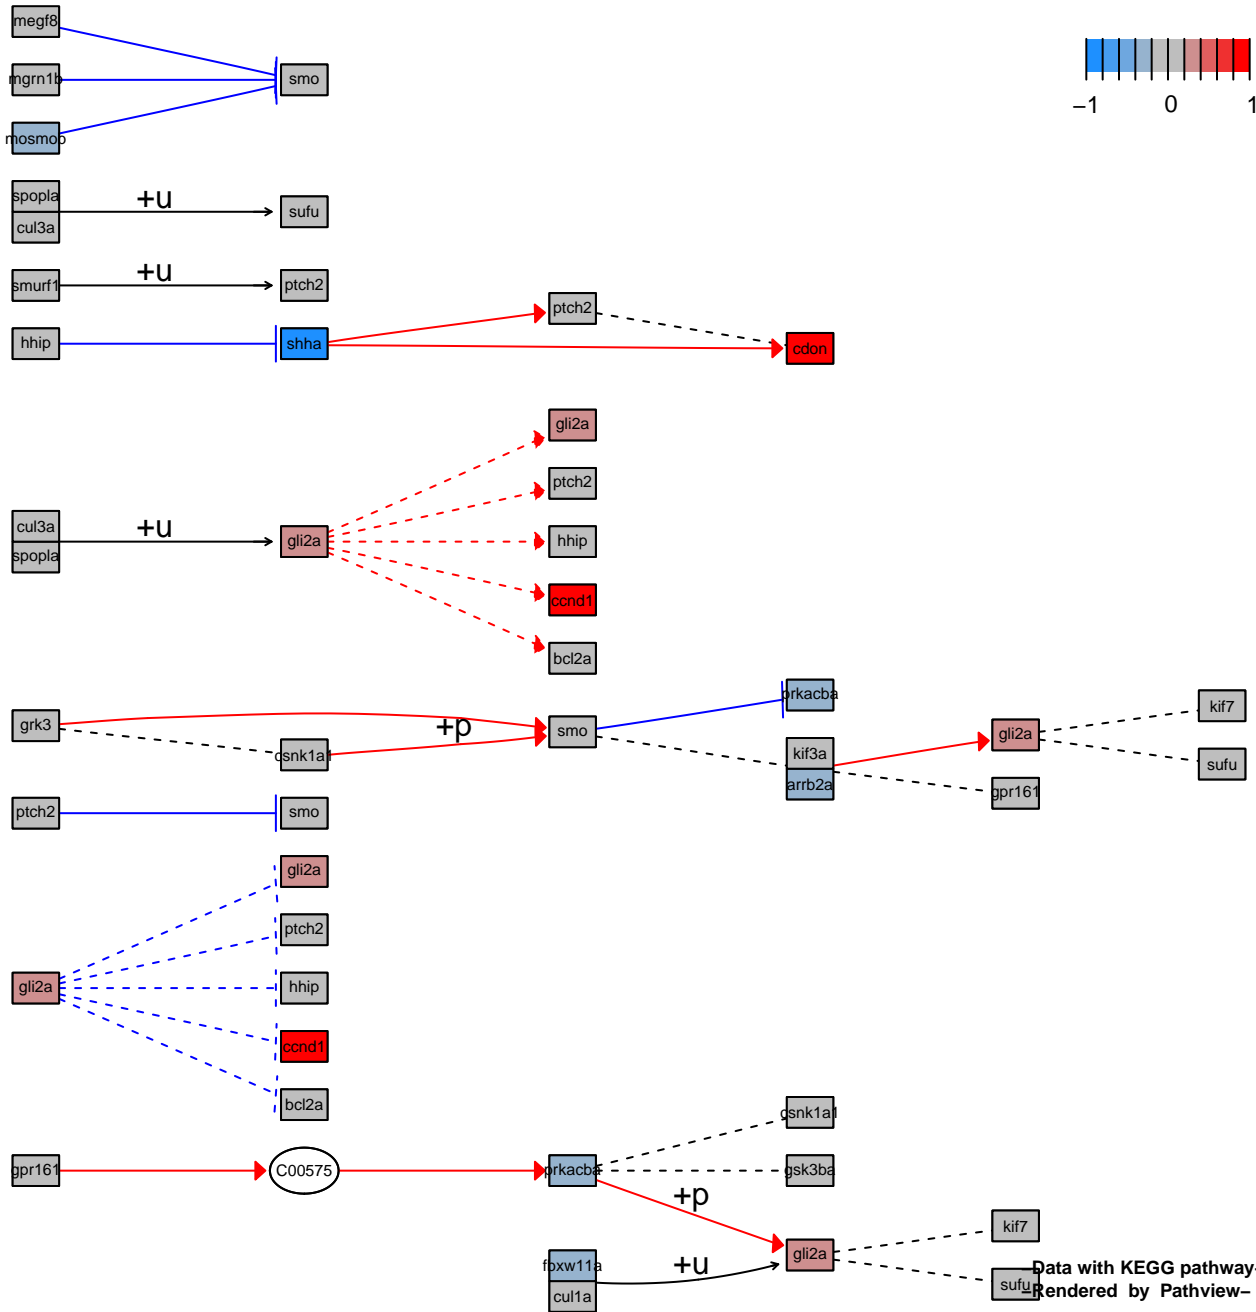 megf8
mgrn1b
smo
mosmob
−1
0
1
spopla
+u
cul3a
sufu
smurf1
+u
ptch2
hhip
shha
ptch2
cdon
gli2a
ptch2
cul3a
+u
spopla
gli2a
hhip
ccnd1
bcl2a
prkacba
grk3
csnk1a1
+p
smo
kif3a
arrb2a
gli2a
gpr161
kif7
sufu
ptch2
smo
gli2a
ptch2
gli2a
hhip
ccnd1
bcl2a
gpr161
C00575
prkacba
csnk1a1
gsk3ba
+p
fbxw11a
cul1a
+u
gli2a
kif7
sufu
−Data with KEGG pathway−
−Rendered by Pathview−